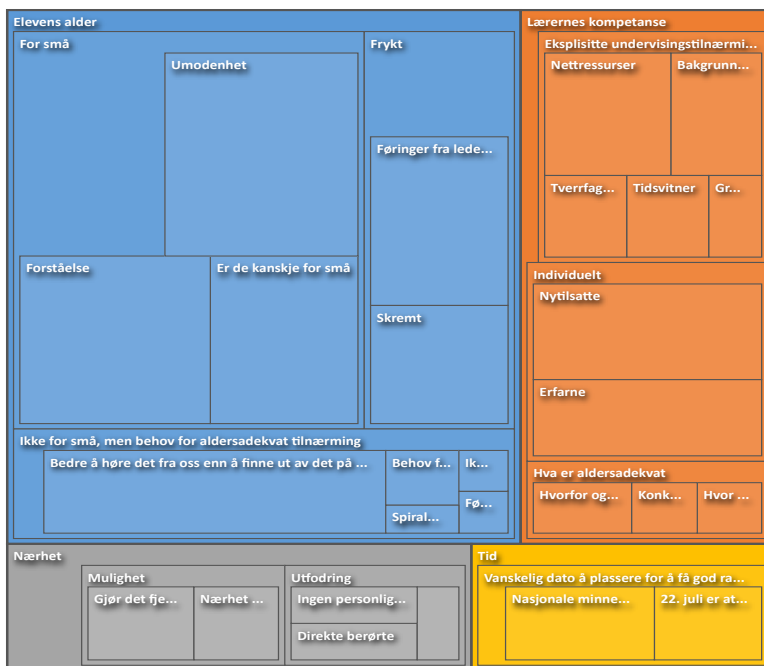 Elevens alder
For små
Umodenhet
Forståelse
Er de kanskje for små
Frykt
Føringer fra lede...
Skremt
Ikke for små, men behov for aldersadekvat tilnærming
Bedre å høre det fra oss enn å finne ut av det på ...
Behov f...
Spiral...
Ik...
Fø...
Lærernes kompetanse
Eksplisitte undervisingstilnærmi...
Nettressurser
Bakgrunn...
Tverrfag...
Tidsvitner
Gr...
Individuelt
Nytilsatte
Erfarne
Hva er aldersadekvat
Hvorfor og...
Konk...
Hvor ...
Nærhet
Mulighet
Gjør det fje...
Nærhet ...
Utfodring
Ingen personlig...
Direkte berørte
Tid
Vanskelig dato å plassere for å få god ra...
Nasjonale minne...
22. juli er at...